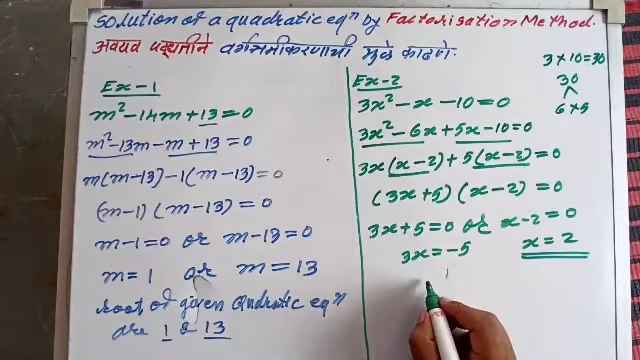 Solution of a quadratic eqⁿ by Factorisation Method.
अवयव पद्धतीने वर्गसमीकरणाची मुळे काढणे.
Ex-1
m²-14m+13=0
m²-13m-m+13=0
m(m-13)-1(m-13)=0
(m-1)(m-13)=0
m-1=0 or m-13=0
m=1 or m=13
root of given Quadratic eqⁿ
are 1 & 13
Ex-2
3x²-x-10=0
3x²-6x+5x-10=0
3x(x-2)+5(x-2)=0
(3x+5)(x-2)=0
3x+5=0 or x-2=0
3x=-5 x=2
3×10=30
30
6×5